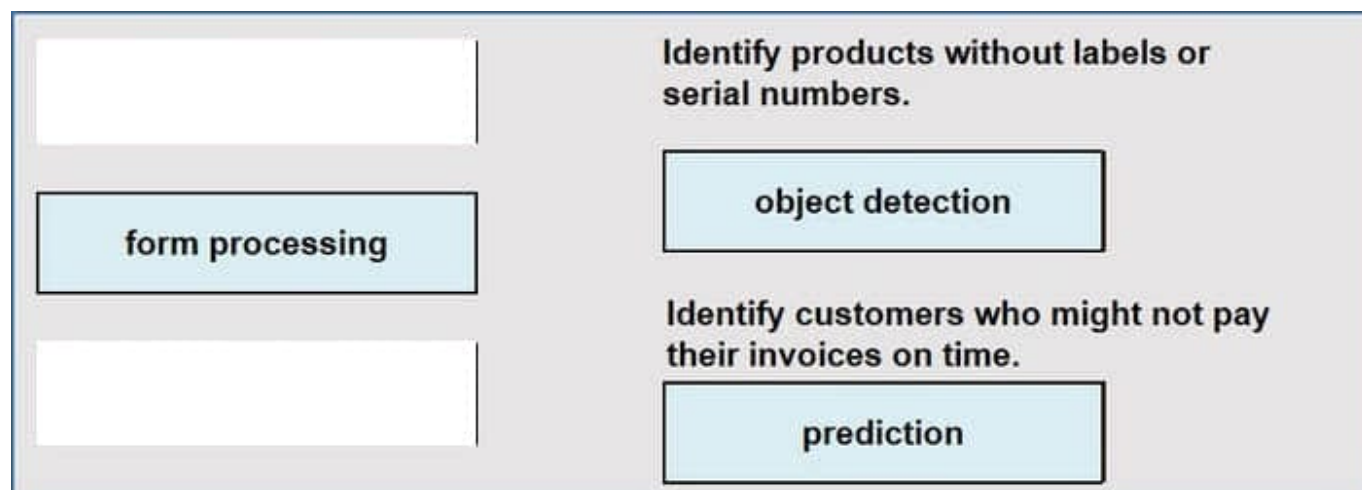 form processing
Identify products without labels or
serial numbers.
object detection
Identify customers who might not pay
their invoices on time.
prediction